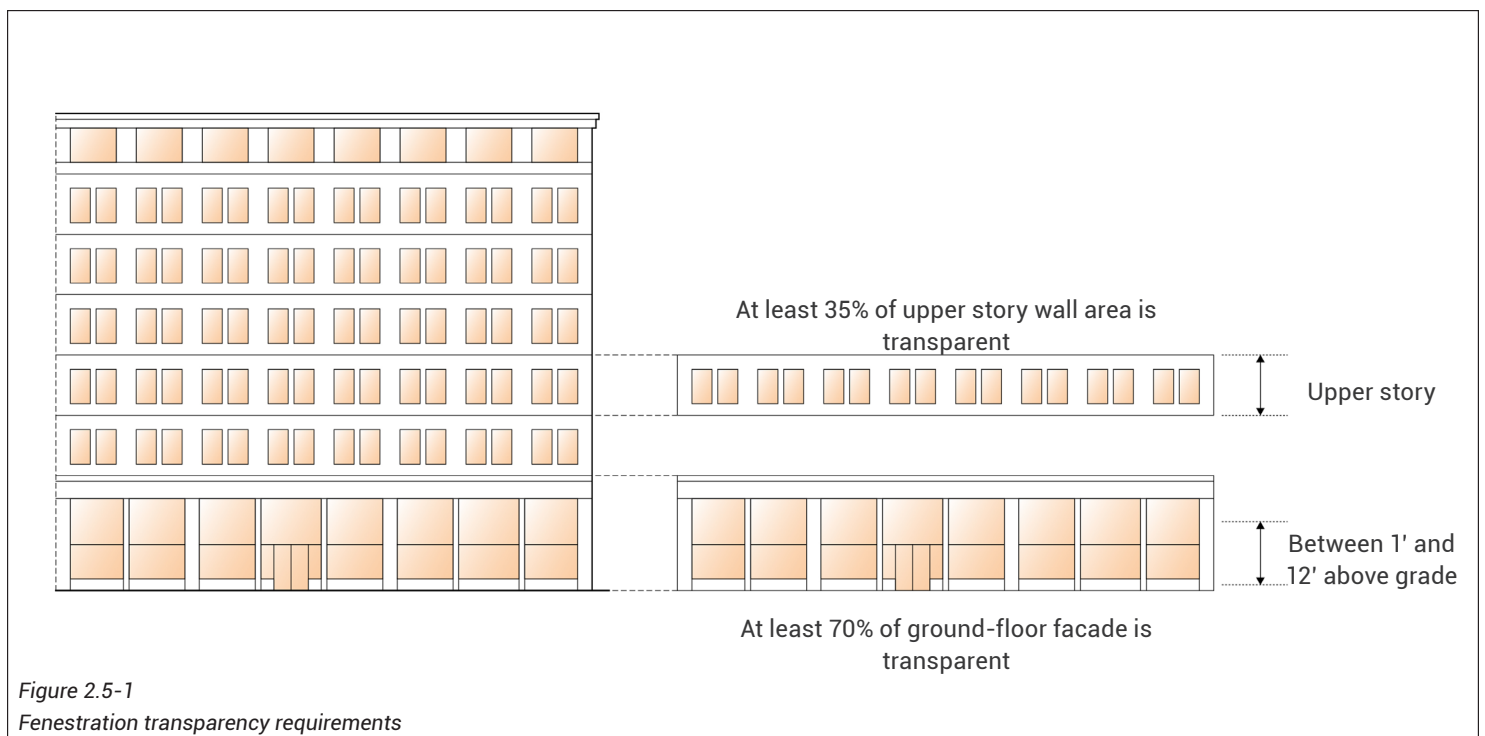 At least 35% of upper story wall area is
transparent
Upper story
Between 1' and
12' above grade
At least 70% of ground-floor facade is
transparent
Figure 2.5-1
Fenestration transparency requirements